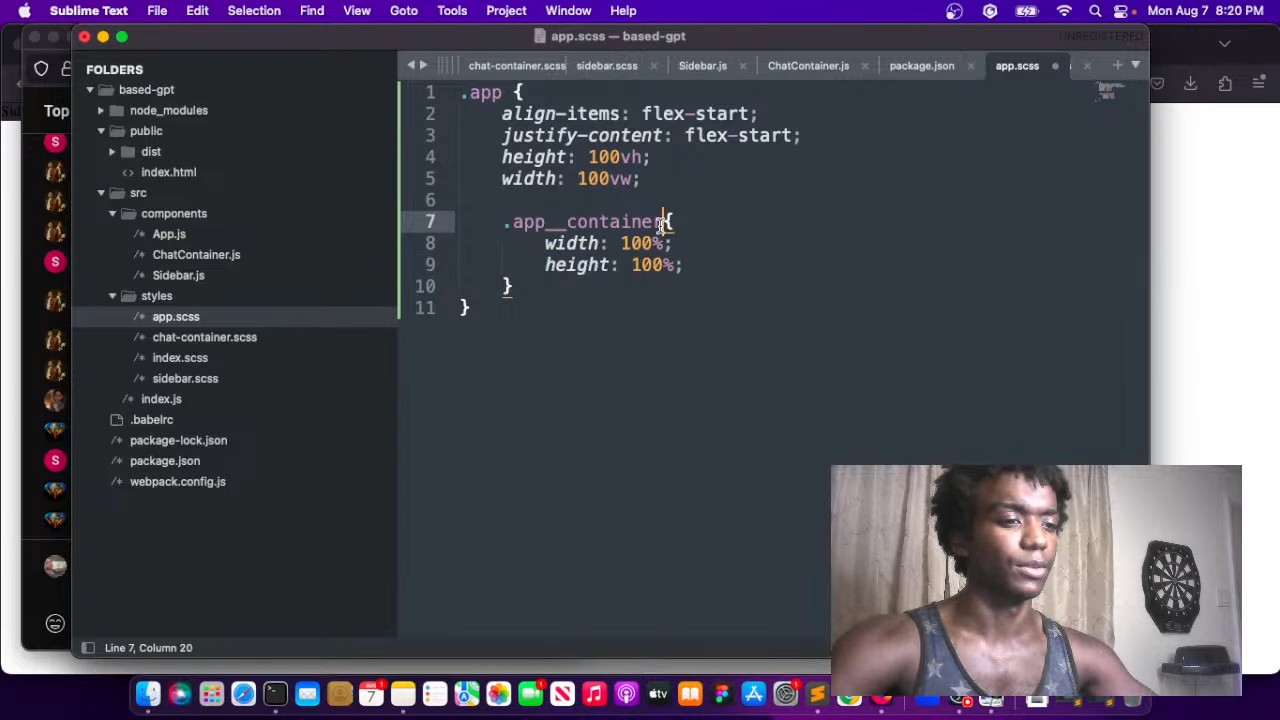 Sublime Text File Edit Selection Find View Goto Tools Project Window Help Mon Aug 7 8:20 PM
app.scss — based-gpt
UNREGISTERED
FOLDERS
based-gpt
node_modules
public
dist
index.html
src
components
App.js
ChatContainer.js
Sidebar.js
styles
app.scss
chat-container.scss
index.scss
sidebar.scss
index.js
.babelrc
package-lock.json
package.json
webpack.config.js
chat-container.scss sidebar.scss Sidebar.js ChatContainer.js package.json app.scss
1 .app {
2 align-items: flex-start;
3 justify-content: flex-start;
4 height: 100vh;
5 width: 100vw;
6
7 .app__container{
8 width: 100%;
9 height: 100%;
10 }
11 }
Top
S
S
S
Line 7, Column 20